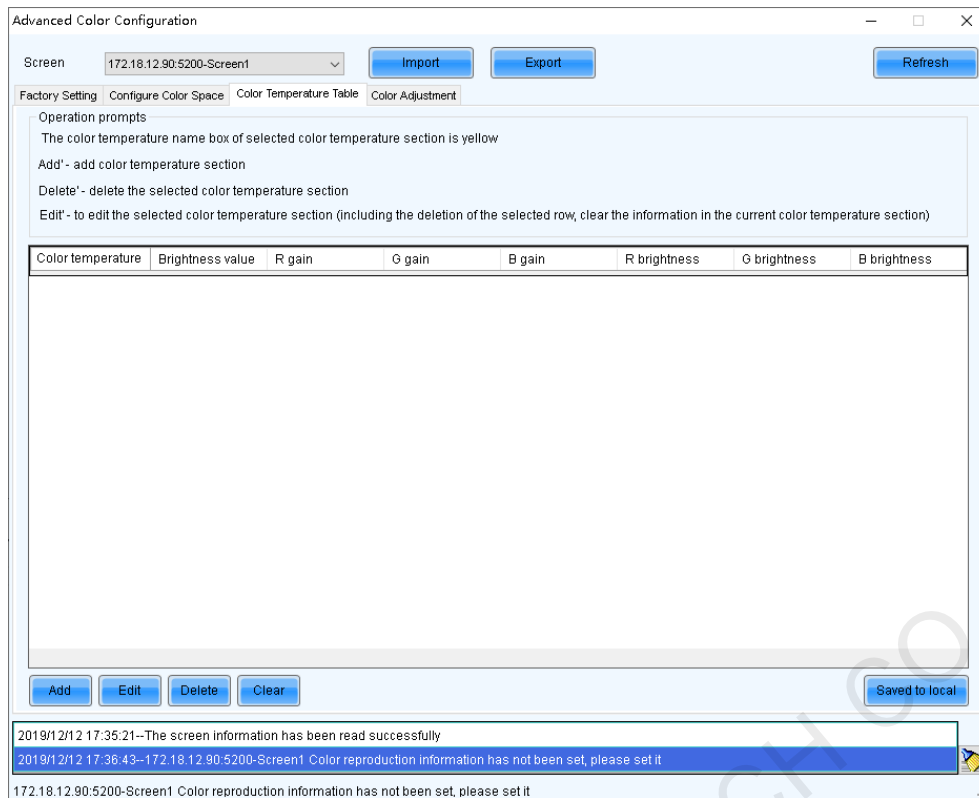 Advanced Color Configuration
Screen 172.18.12.90:5200-Screen1 Import Export Refresh
Factory Setting Configure Color Space Color Temperature Table Color Adjustment
Operation prompts
The color temperature name box of selected color temperature section is yellow
Add'- add color temperature section
Delete'- delete the selected color temperature section
Edit'- to edit the selected color temperature section (including the deletion of the selected row, clear the information in the current color temperature section)
Color temperature Brightness value R gain G gain B gain R brightness G brightness B brightness
Add Edit Delete Clear Saved to local
2019/12/12 17:35:21--The screen information has been read successfully
2019/12/12 17:36:43--172.18.12.90:5200-Screen1 Color reproduction information has not been set, please set it
172.18.12.90:5200-Screen1 Color reproduction information has not been set, please set it
CH CO